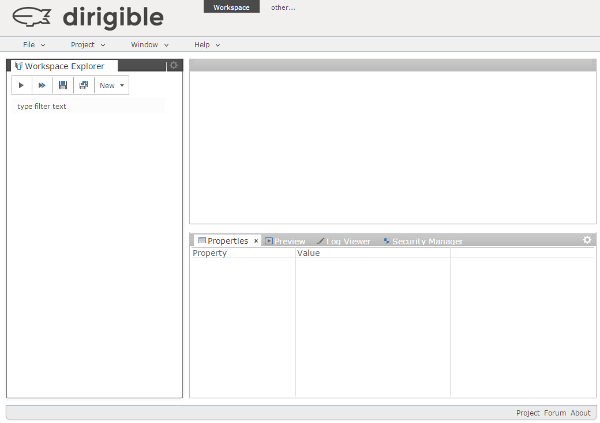 dirigible
Workspace other...
File Project Window Help
Workspace Explorer
New
type filter text
Properties Preview Log Viewer Security Manager
Property Value
Project Forum About